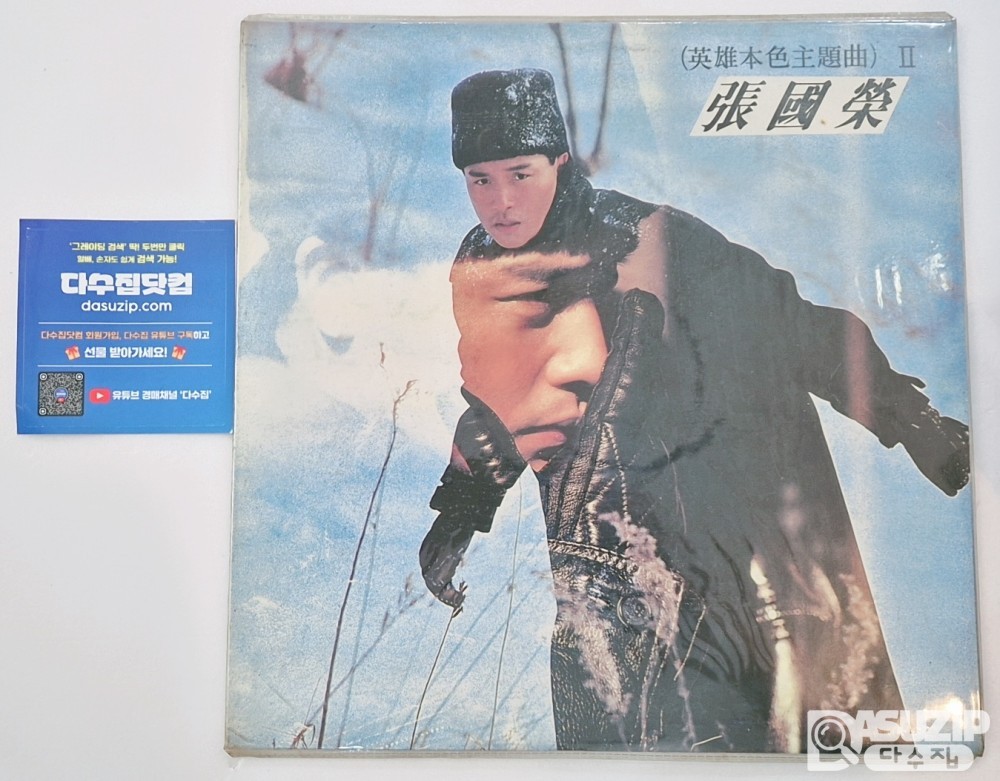 (英雄本色主題曲) II
張國榮
'그레이딩 검색' 딱! 두번만 클릭
할배, 손자도 쉽게 검색 가능!
다수집닷컴
dasuzip.com
다수집닷컴 회원가입, 다수집 유튜브 구독하고
선물 받아가세요!
유튜브 경매채널 '다수집'
DASUZIP
다수집